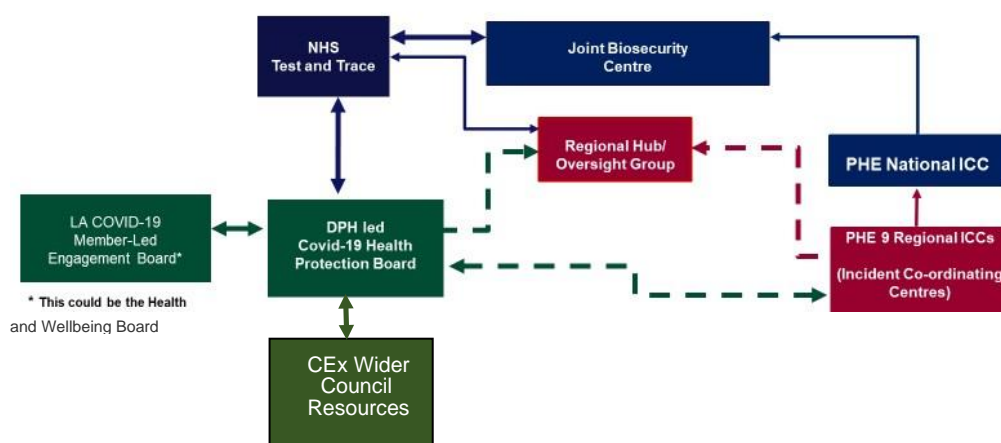 NHS
Test and Trace
Joint Biosecurity
Centre
Regional Hub/
Oversight Group
PHE National ICC
LA COVID-19
Member-Led
Engagement Board*
DPH led
Covid-19 Health
Protection Board
PHE 9 Regional ICCs
(Incident Co-ordinating
Centres)
* This could be the Health
and Wellbeing Board
CEx Wider
Council
Resources